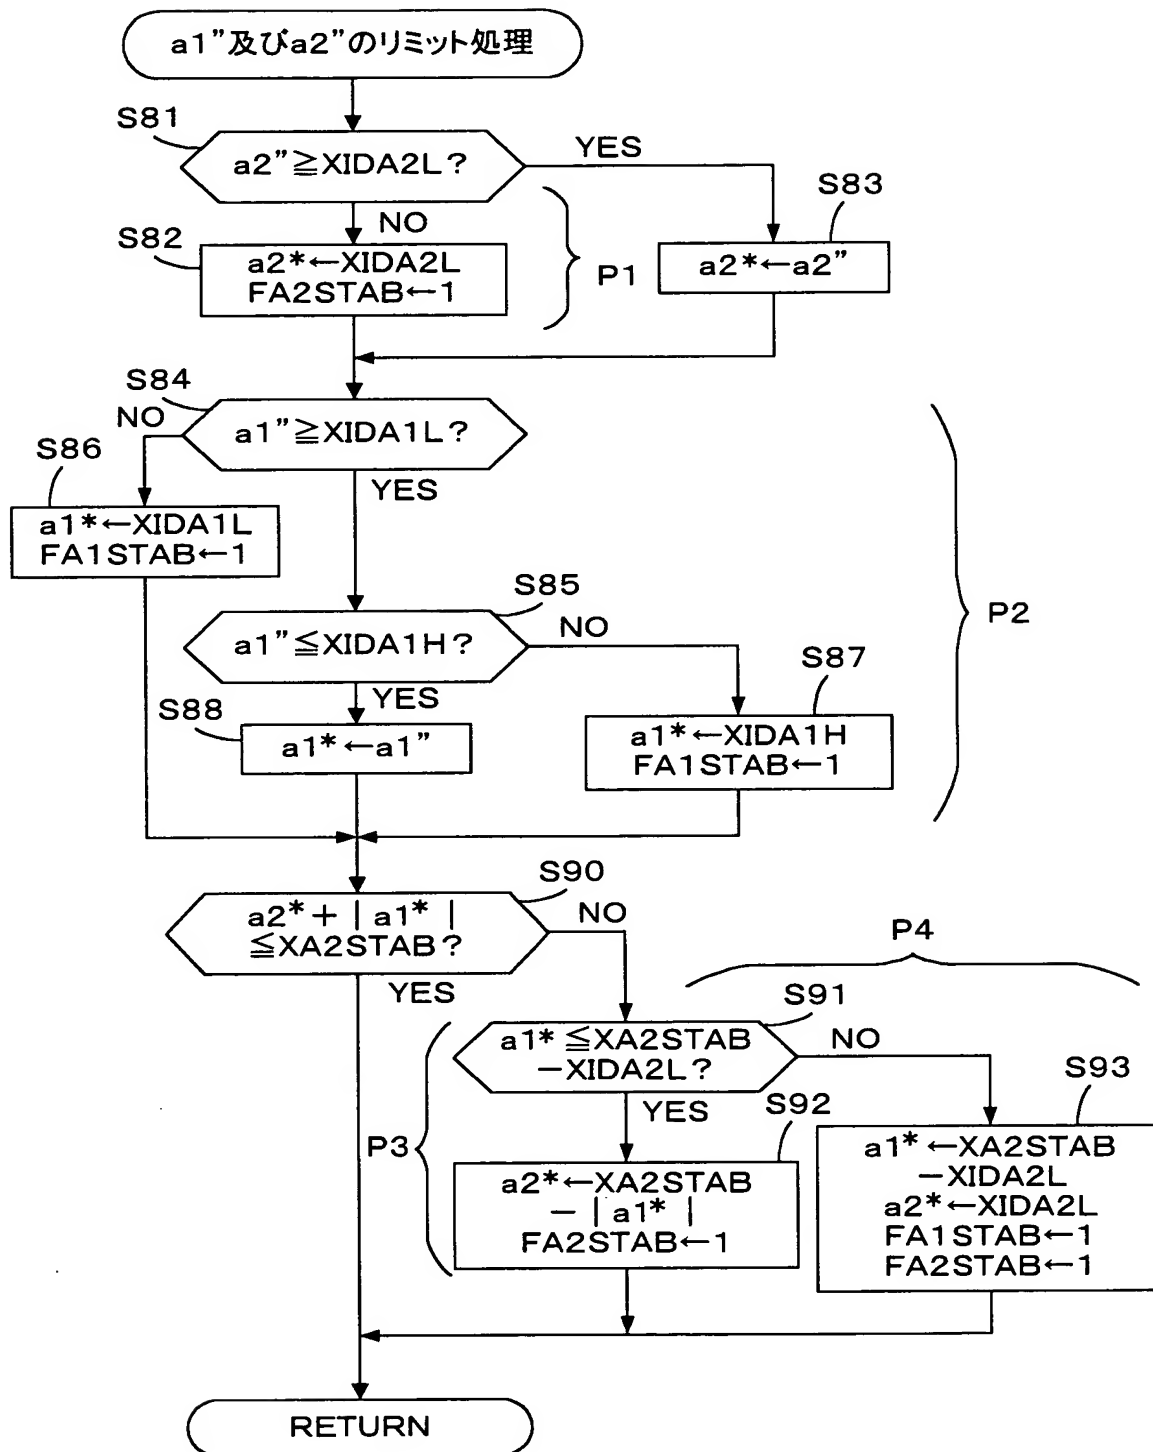 a1”及びa2”のリミット処理
S81
a2”≧XIDA2L?
YES
S83
NO
S82
a2*←XIDA2L
FA2STAB←1
P1
a2*←a2”
S84
NO
a1”≧XIDA1L?
S86
YES
a1*←XIDA1L
FA1STAB←1
S85
a1”≦XIDA1H?
NO
P2
S87
YES
S88
a1*←a1”
a1*←XIDA1H
FA1STAB←1
S90
a2*+|a1*|
≦XA2STAB?
NO
P4
YES
S91
a1*≦XA2STAB
−XIDA2L?
NO
S93
YES
S92
P3
a2*←XA2STAB
−|a1*|
FA2STAB←1
a1*←XA2STAB
−XIDA2L
a2*←XIDA2L
FA1STAB←1
FA2STAB←1
RETURN